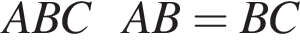 ABC AB = BC